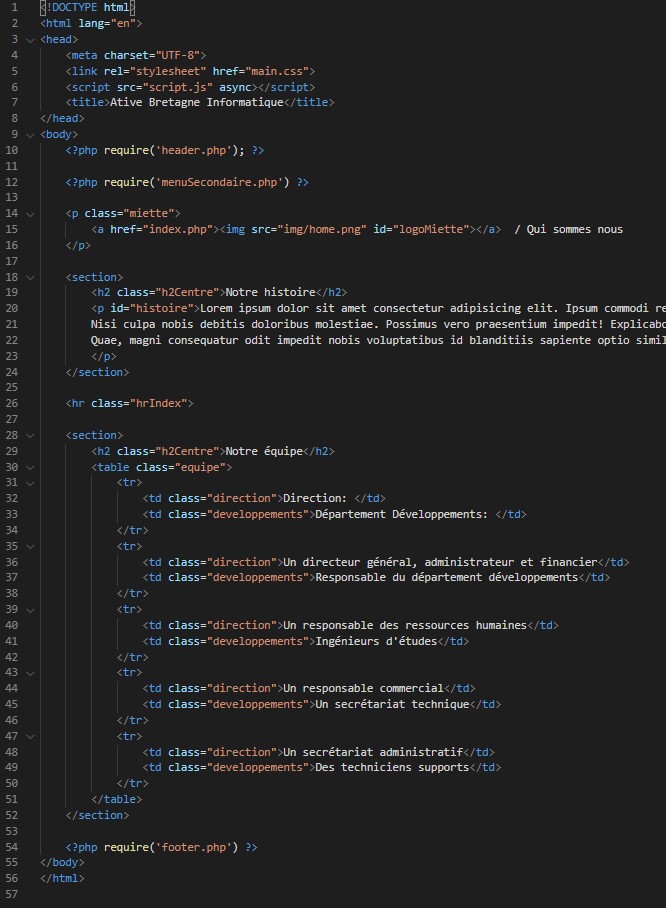 1 <!DOCTYPE html>
2 <html lang="en">
3 <head>
4 <meta charset="UTF-8">
5 <link rel="stylesheet" href="main.css">
6 <script src="script.js" async></script>
7 <title>Ative Bretagne Informatique</title>
8 </head>
9 <body>
10 <?php require('header.php'); ?>
11
12 <?php require('menuSecondaire.php') ?>
13
14 <p class="miette">
15 <a href="index.php"><img src="img/home.png" id="logoMiette"></a>  / Qui sommes nous
16 </p>
17
18 <section>
19 <h2 class="h2Centre">Notre histoire</h2>
20 <p id="histoire">Lorem ipsum dolor sit amet consectetur adipisicing elit. Ipsum commodi re
21 Nisi culpa nobis debitis doloribus molestiae. Possimus vero praesentium impedit! Explicabo
22 Quae, magni consequatur odit impedit nobis voluptatibus id blanditiis sapiente optio simil
23 </p>
24 </section>
25
26 <hr class="hrIndex">
27
28 <section>
29 <h2 class="h2Centre">Notre équipe</h2>
30 <table class="equipe">
31 <tr>
32 <td class="direction">Direction: </td>
33 <td class="developpements">Département Développements: </td>
34 </tr>
35 <tr>
36 <td class="direction">Un directeur général, administrateur et financier</td>
37 <td class="developpements">Responsable du département développements</td>
38 </tr>
39 <tr>
40 <td class="direction">Un responsable des ressources humaines</td>
41 <td class="developpements">Ingénieurs d'études</td>
42 </tr>
43 <tr>
44 <td class="direction">Un responsable commercial</td>
45 <td class="developpements">Un secrétariat technique</td>
46 </tr>
47 <tr>
48 <td class="direction">Un secrétariat administratif</td>
49 <td class="developpements">Des techniciens supports</td>
50 </tr>
51 </table>
52 </section>
53
54 <?php require('footer.php') ?>
55 </body>
56 </html>
57